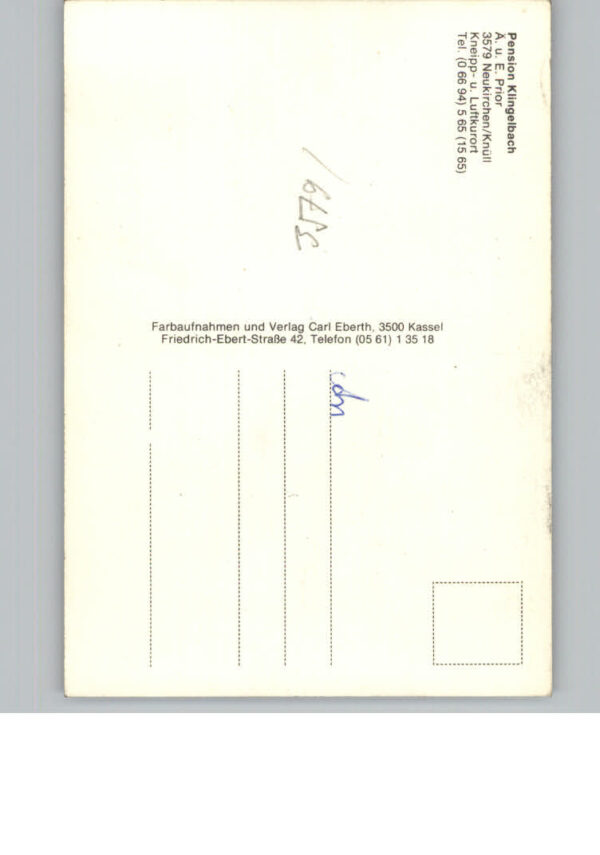 Pension Klingelbach
A. u. E. Prior
3579 Neukirchen/Knüll
Kneipp- u. Luftkurort
Tel. (0 66 94) 5 65 (15 65)
Farbaufnahmen und Verlag Carl Eberth, 3500 Kassel
Friedrich-Ebert-Straße 42, Telefon (05 61) 1 35 18